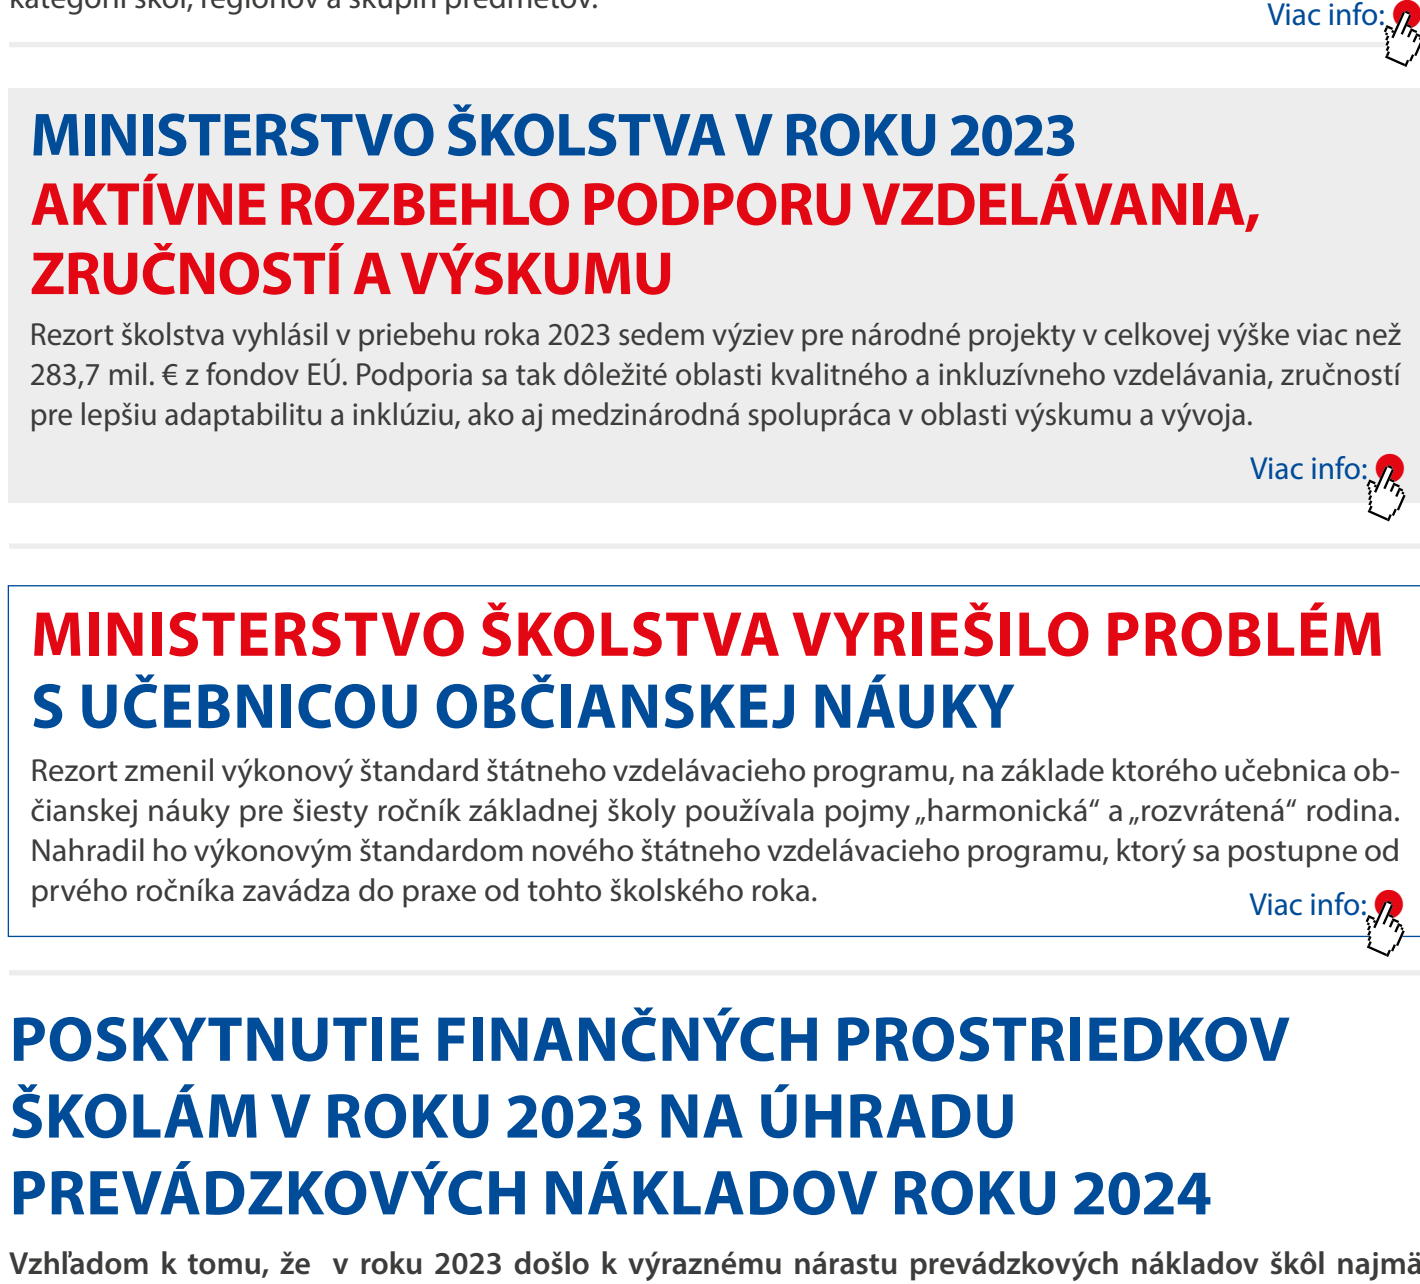 kategórií škôl, regiónov a skupín predmetov.
Viac info:
MINISTERSTVO ŠKOLSTVA V ROKU 2023
AKTÍVNE ROZBEHLO PODPORU VZDELÁVANIA,
ZRUČNOSTÍ A VÝSKUMU
Rezort školstva vyhlásil v priebehu roka 2023 sedem výziev pre národné projekty v celkovej výške viac než
283,7 mil. € z fondov EÚ. Podporia sa tak dôležité oblasti kvalitného a inkluzívneho vzdelávania, zručností
pre lepšiu adaptabilitu a inklúziu, ako aj medzinárodná spolupráca v oblasti výskumu a vývoja.
Viac info:
MINISTERSTVO ŠKOLSTVA VYRIEŠILO PROBLÉM
S UČEBNICOU OBČIANSKEJ NÁUKY
Rezort zmenil výkonový štandard štátneho vzdelávacieho programu, na základe ktorého učebnica ob-
čianskej náuky pre šiesty ročník základnej školy používala pojmy „harmonická“ a „rozvrátená“ rodina.
Nahradil ho výkonovým štandardom nového štátneho vzdelávacieho programu, ktorý sa postupne od
prvého ročníka zavádza do praxe od tohto školského roka.
Viac info:
POSKYTNUTIE FINANČNÝCH PROSTRIEDKOV
ŠKOLÁM V ROKU 2023 NA ÚHRADU
PREVÁDZKOVÝCH NÁKLADOV ROKU 2024
Vzhľadom k tomu, že v roku 2023 došlo k výraznému nárastu prevádzkových nákladov škôl najmä